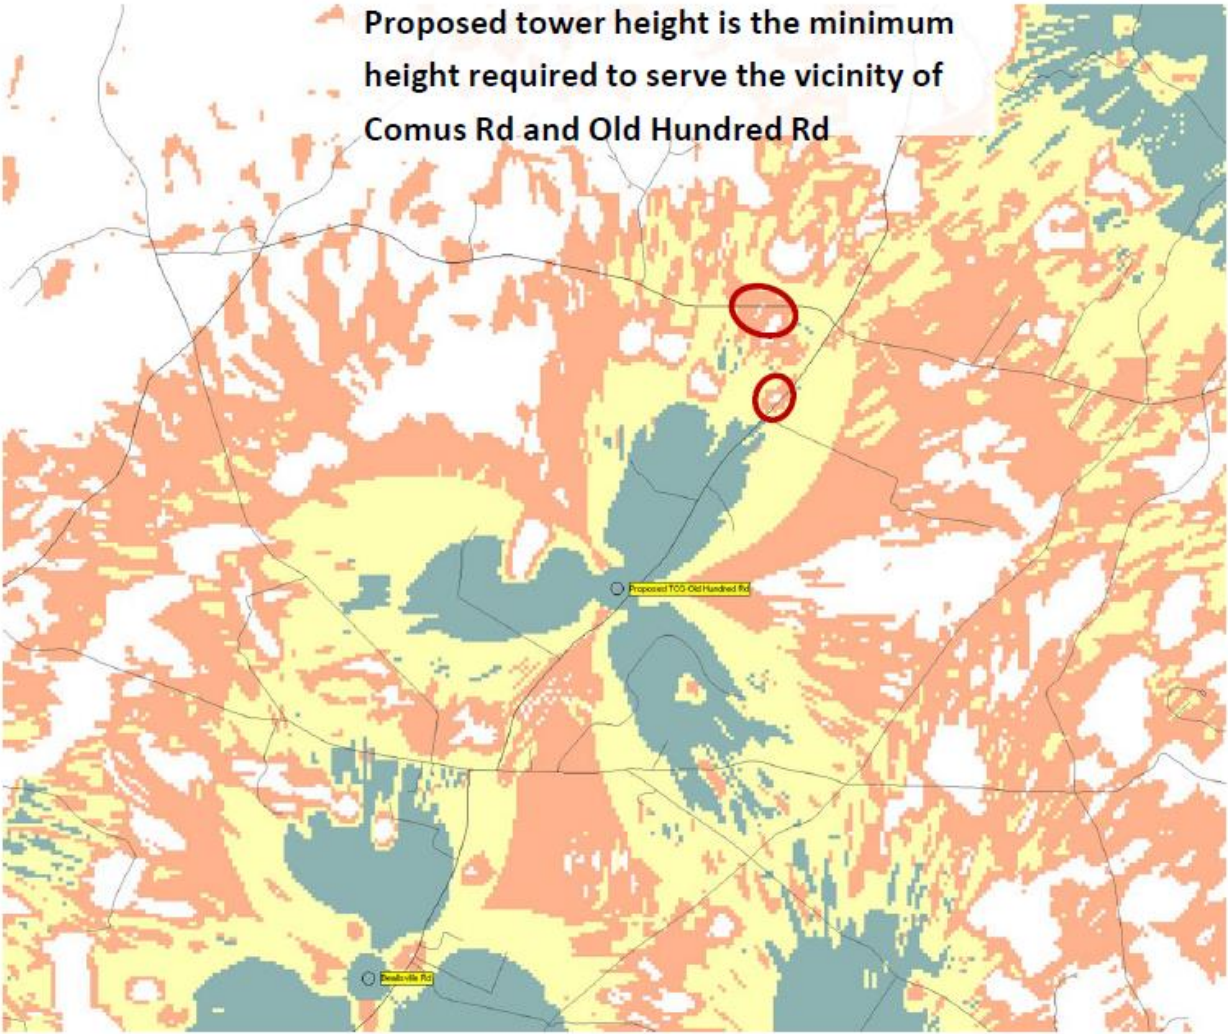 Proposed tower height is the minimum
height required to serve the vicinity of
Comus Rd and Old Hundred Rd
Proposed TCG-Old Hundred Rd
Beallsville Rd